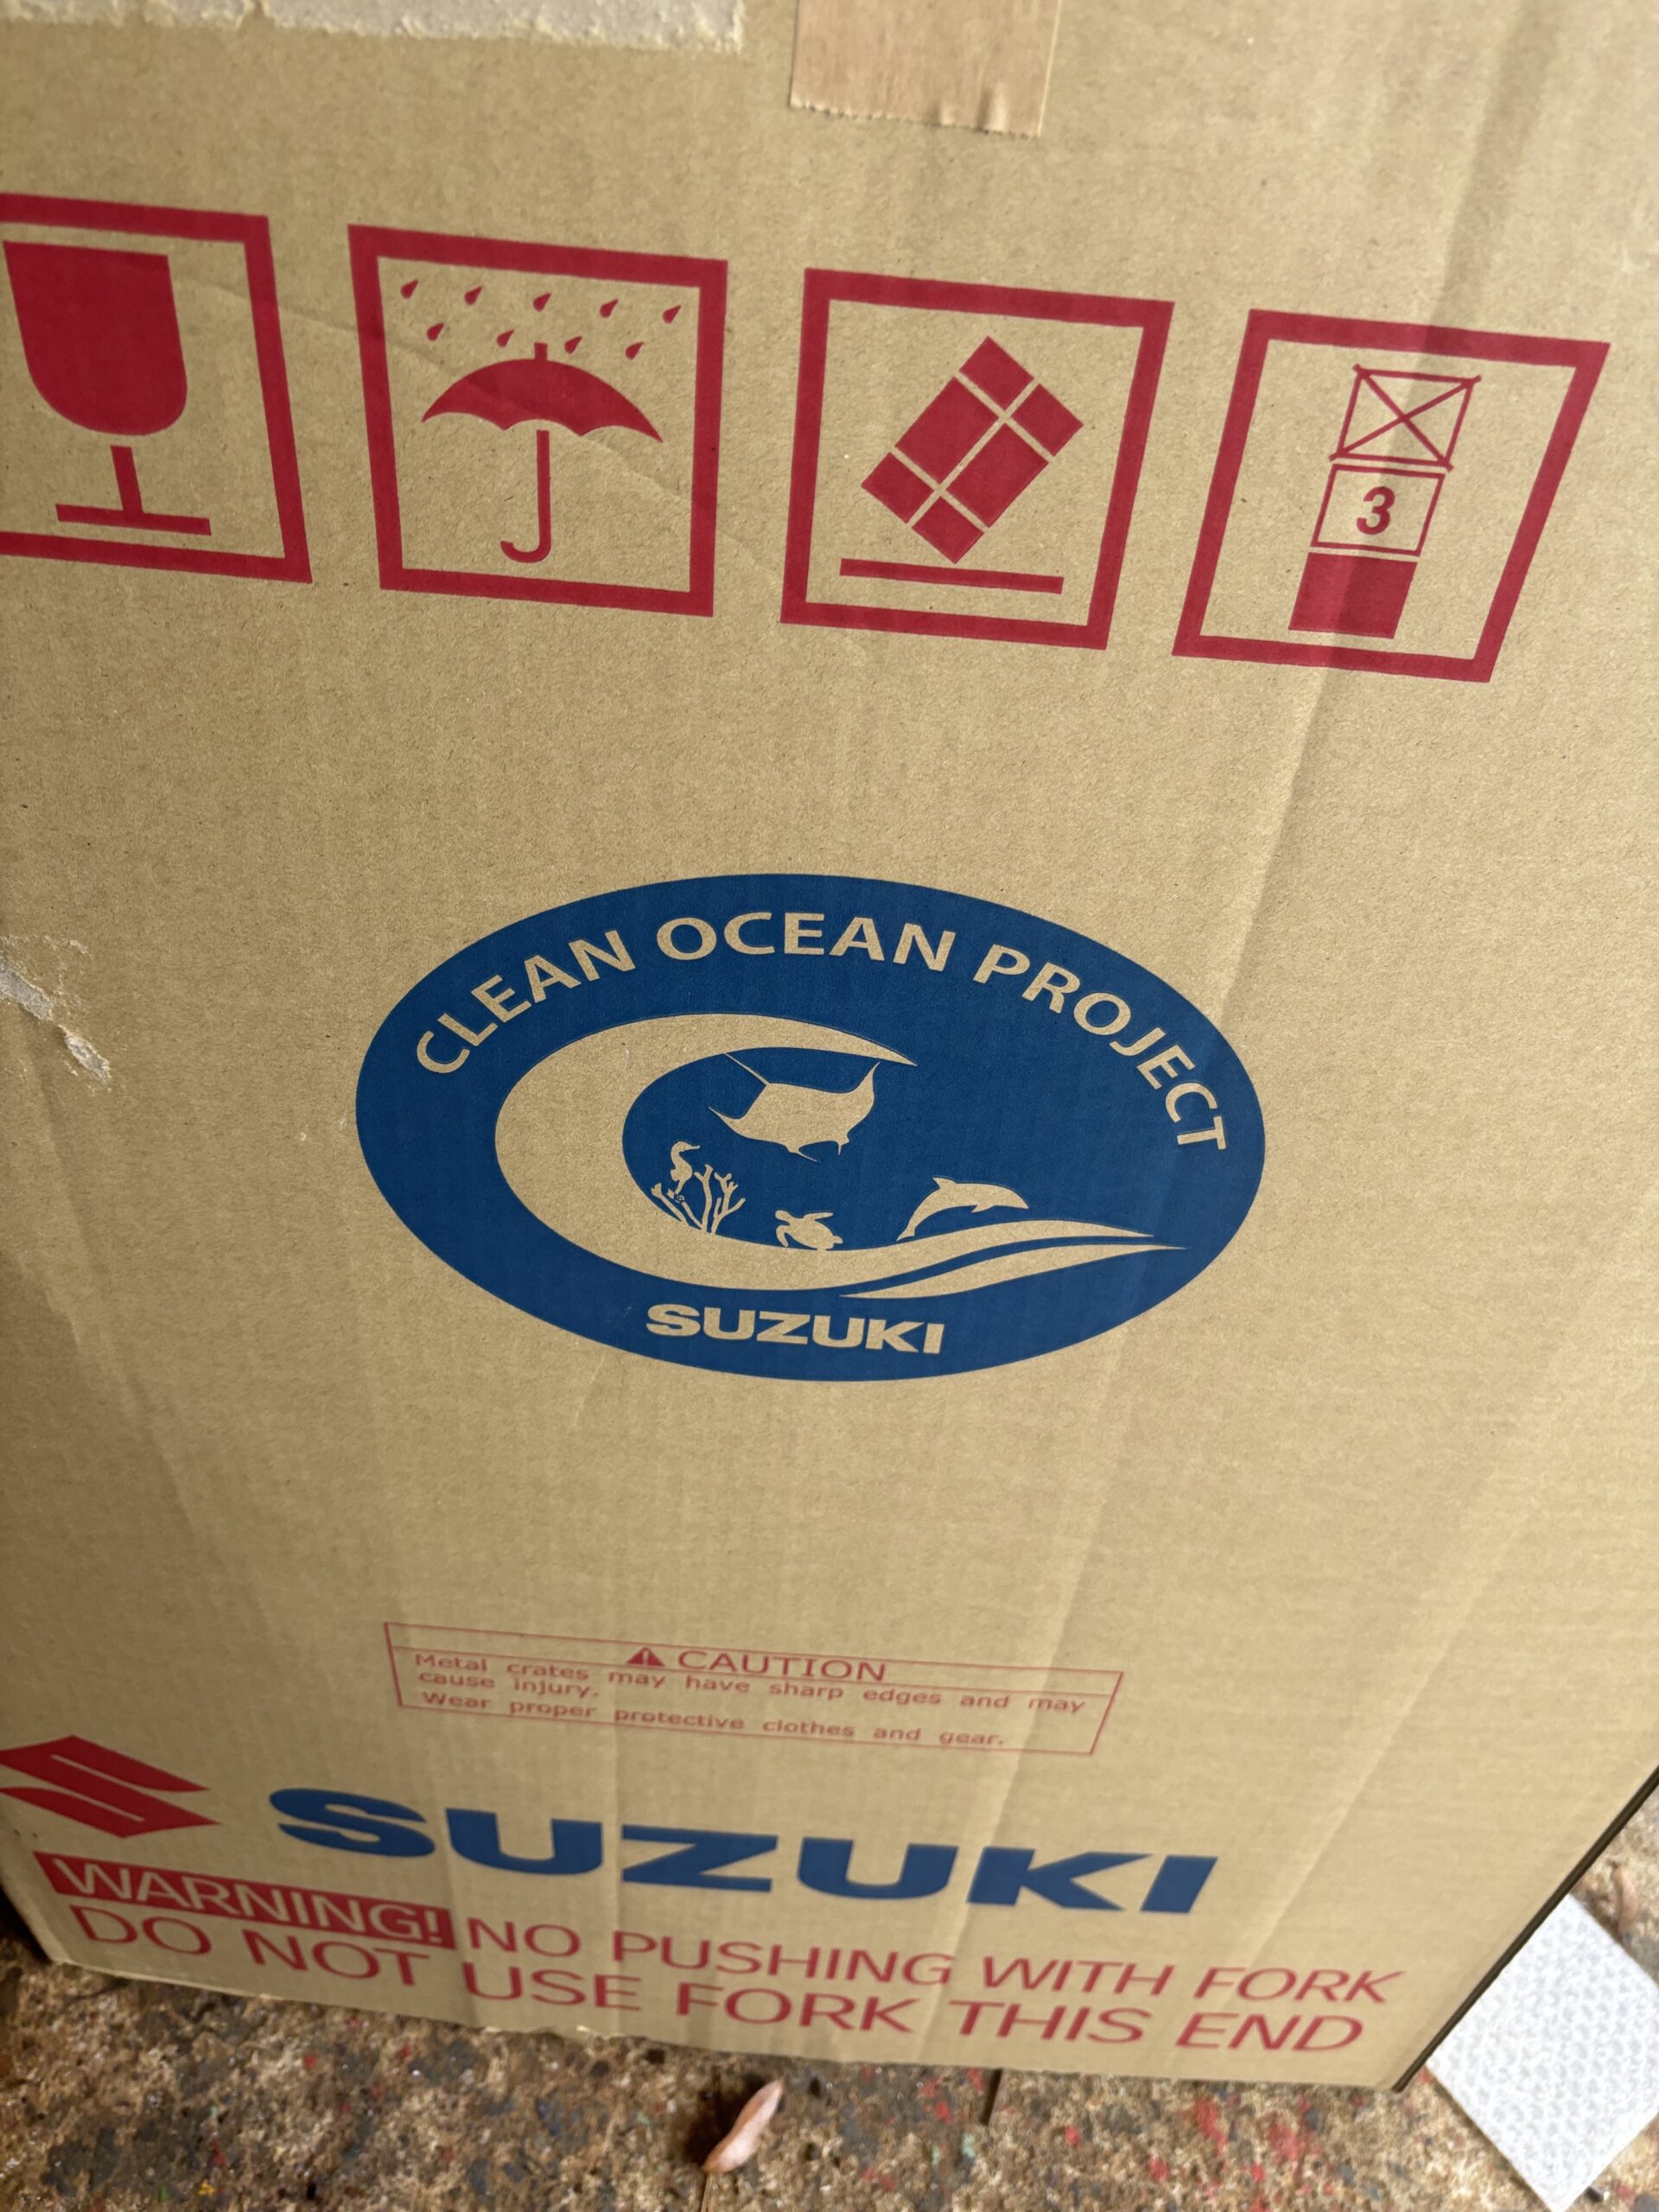 3
CLEAN OCEAN PROJECT
SUZUKI
CAUTION
Metal crates may have sharp edges and may
cause injury.
Wear proper protective clothes and gear.
SUZUKI
WARNING! NO PUSHING WITH FORK
DO NOT USE FORK THIS END